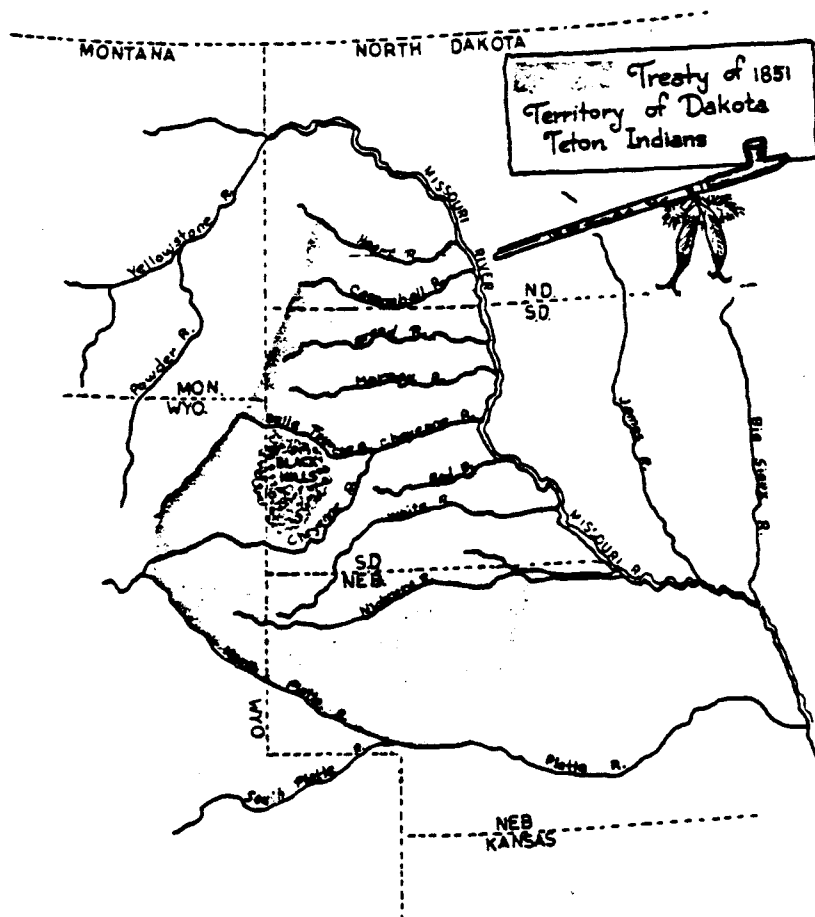 MONTANA
NORTH DAKOTA
Treaty of 1851
Territory of Dakota
Teton Indians
MISSOURI
RIVER
Yellowstone R.
Heart R.
Cannonball R.
N.D.
S.D.
Powder R.
Grand R.
Moreau R.
MON.
WYO.
Belle
Cheyenne R.
James R.
Big Sioux R.
BLACK
HILLS
Cheyenne R.
Bad R.
White R.
MISSOURI R.
S.D.
NEB.
Niobrara R.
North Platte R.
WYO
Platte R.
South Platte R.
NEB
KANSAS